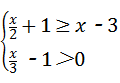 x/2 + 1 ≥ x - 3
x/3 - 1 > 0